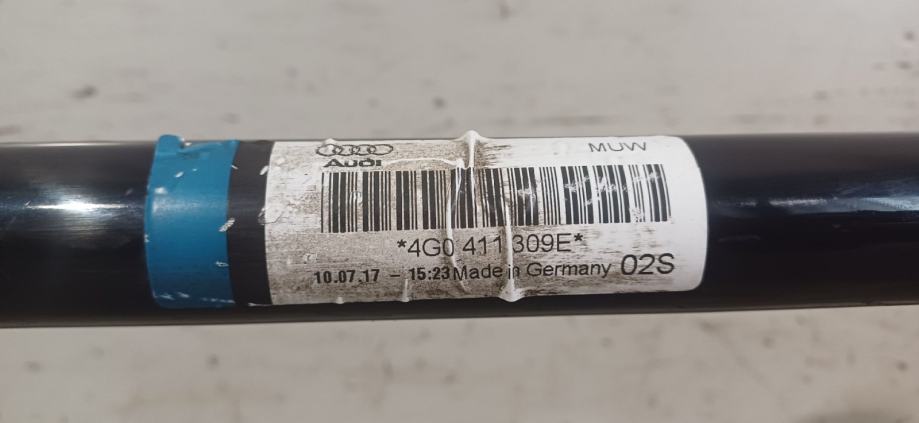 MUW
Audi
*4G0 411 309E*
10.07.17 – 15:23 Made in Germany 02S